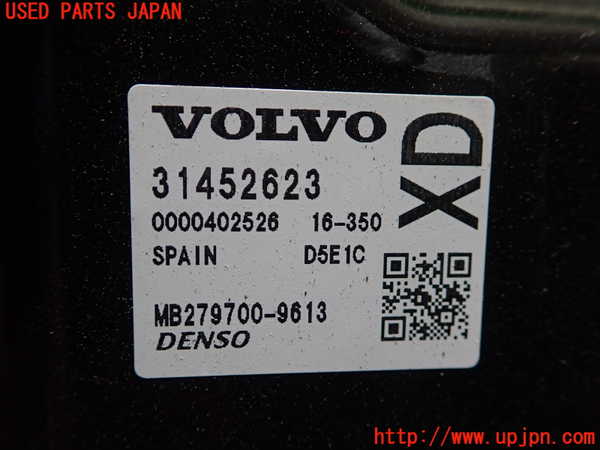 USED PARTS JAPAN
VOLVO
XD
31452623
0000402526 16-350
SPAIN D5E1C
MB279700-9613
DENSO
http://www.upjpn.com/